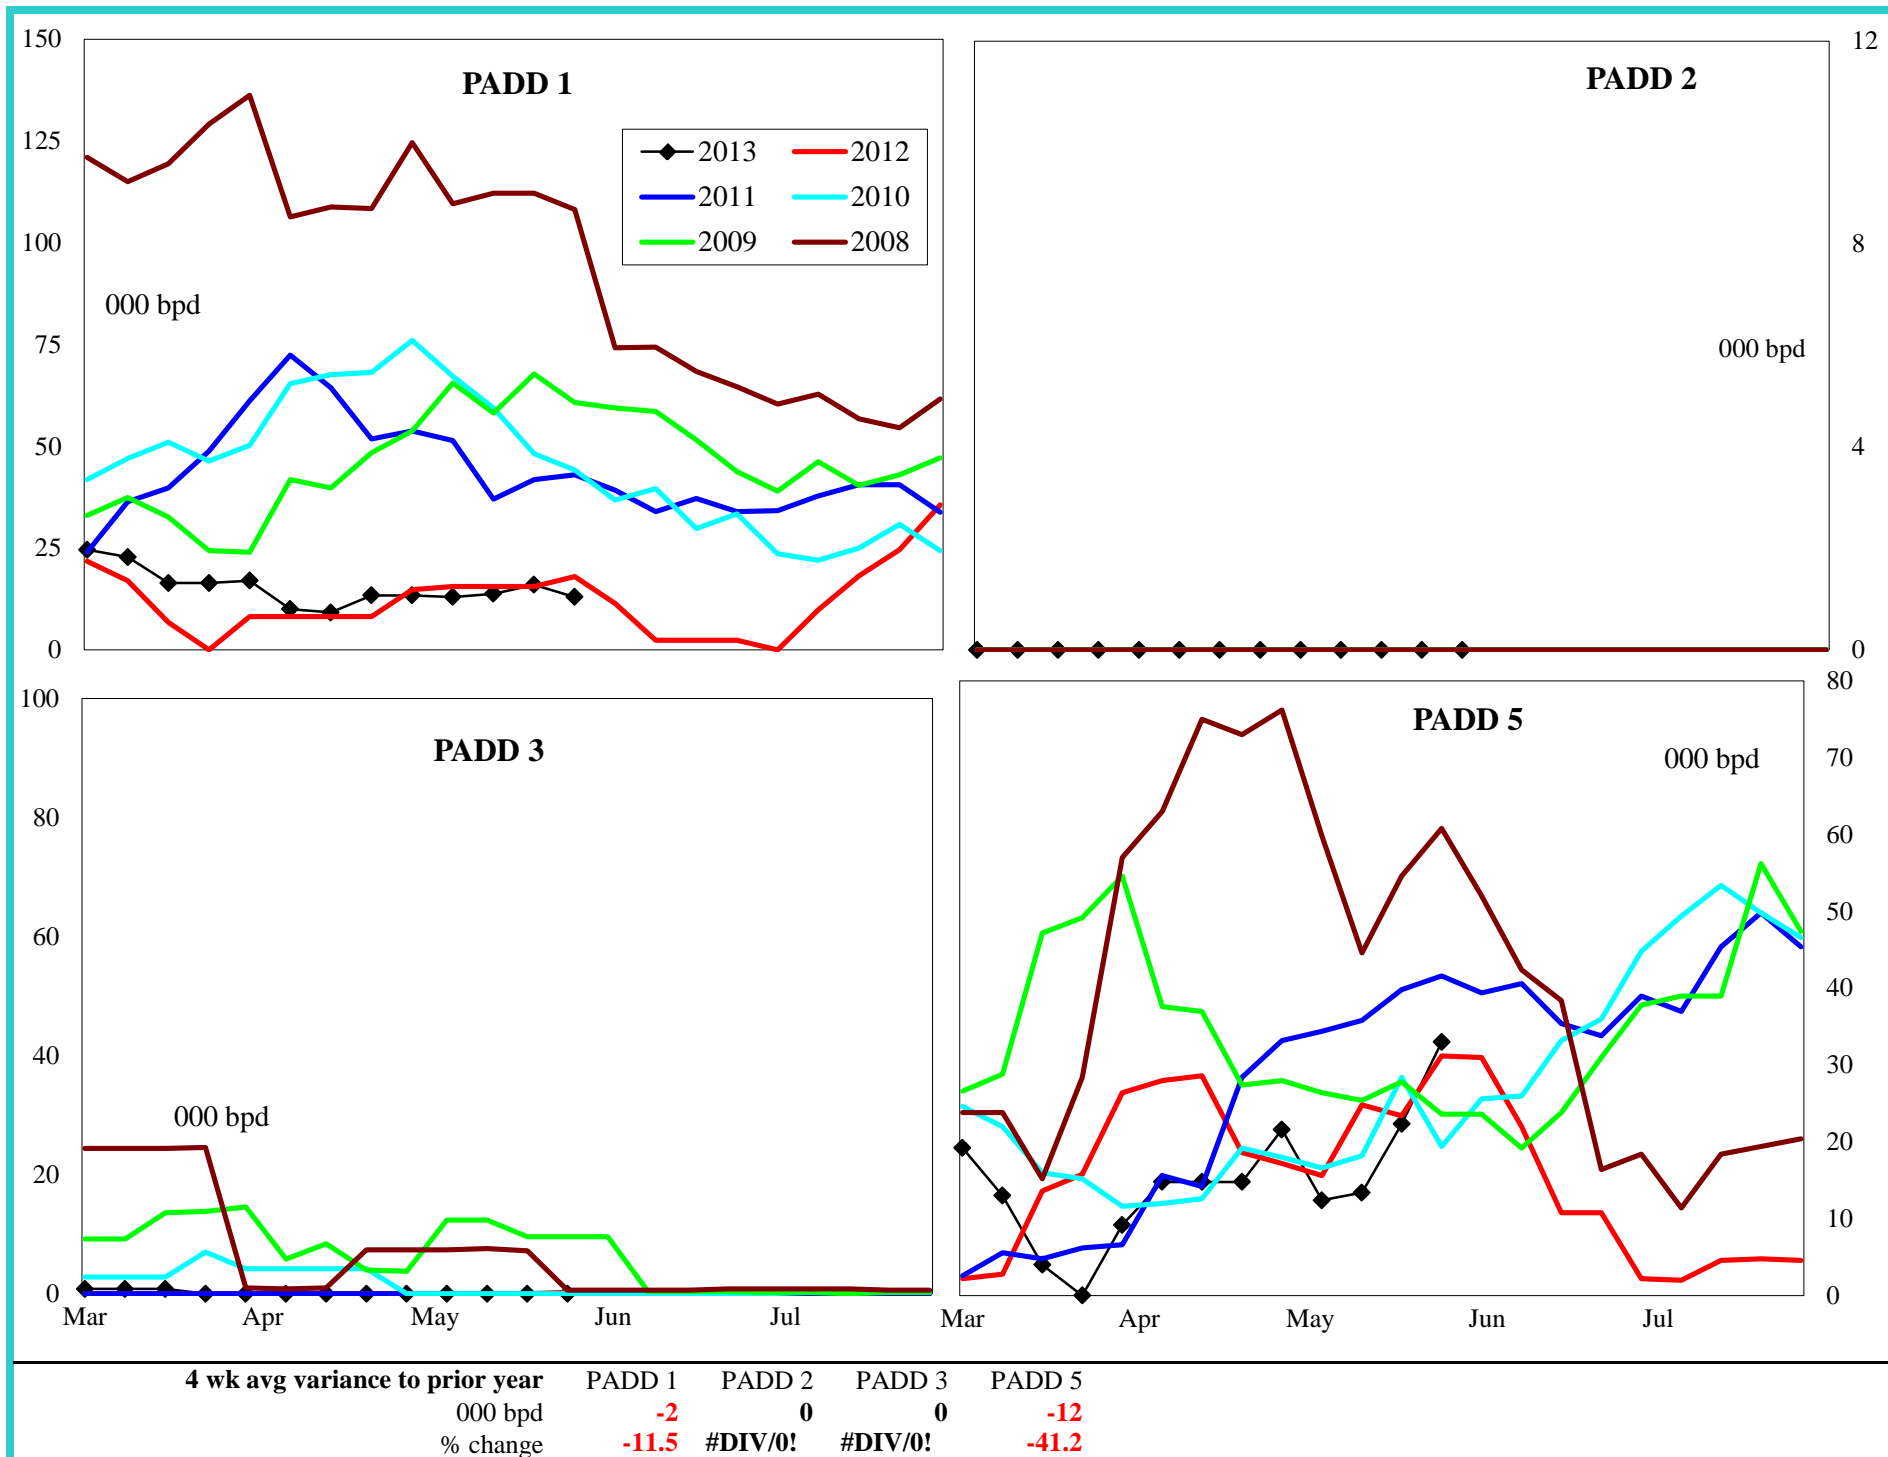 150
125
100
75
50
25
0
PADD 1
000 bpd
2013 2012
2011 2010
2009 2008
PADD 2
000 bpd
12
8
4
0
100
80
60
40
20
0
PADD 3
000 bpd
Mar Apr May Jun Jul
PADD 5
000 bpd
80
70
60
50
40
30
20
10
0
Mar Apr May Jun Jul
4 wk avg variance to prior year PADD 1 PADD 2 PADD 3 PADD 5
000 bpd -2 0 0 -12
% change -11.5 #DIV/0! #DIV/0! -41.2